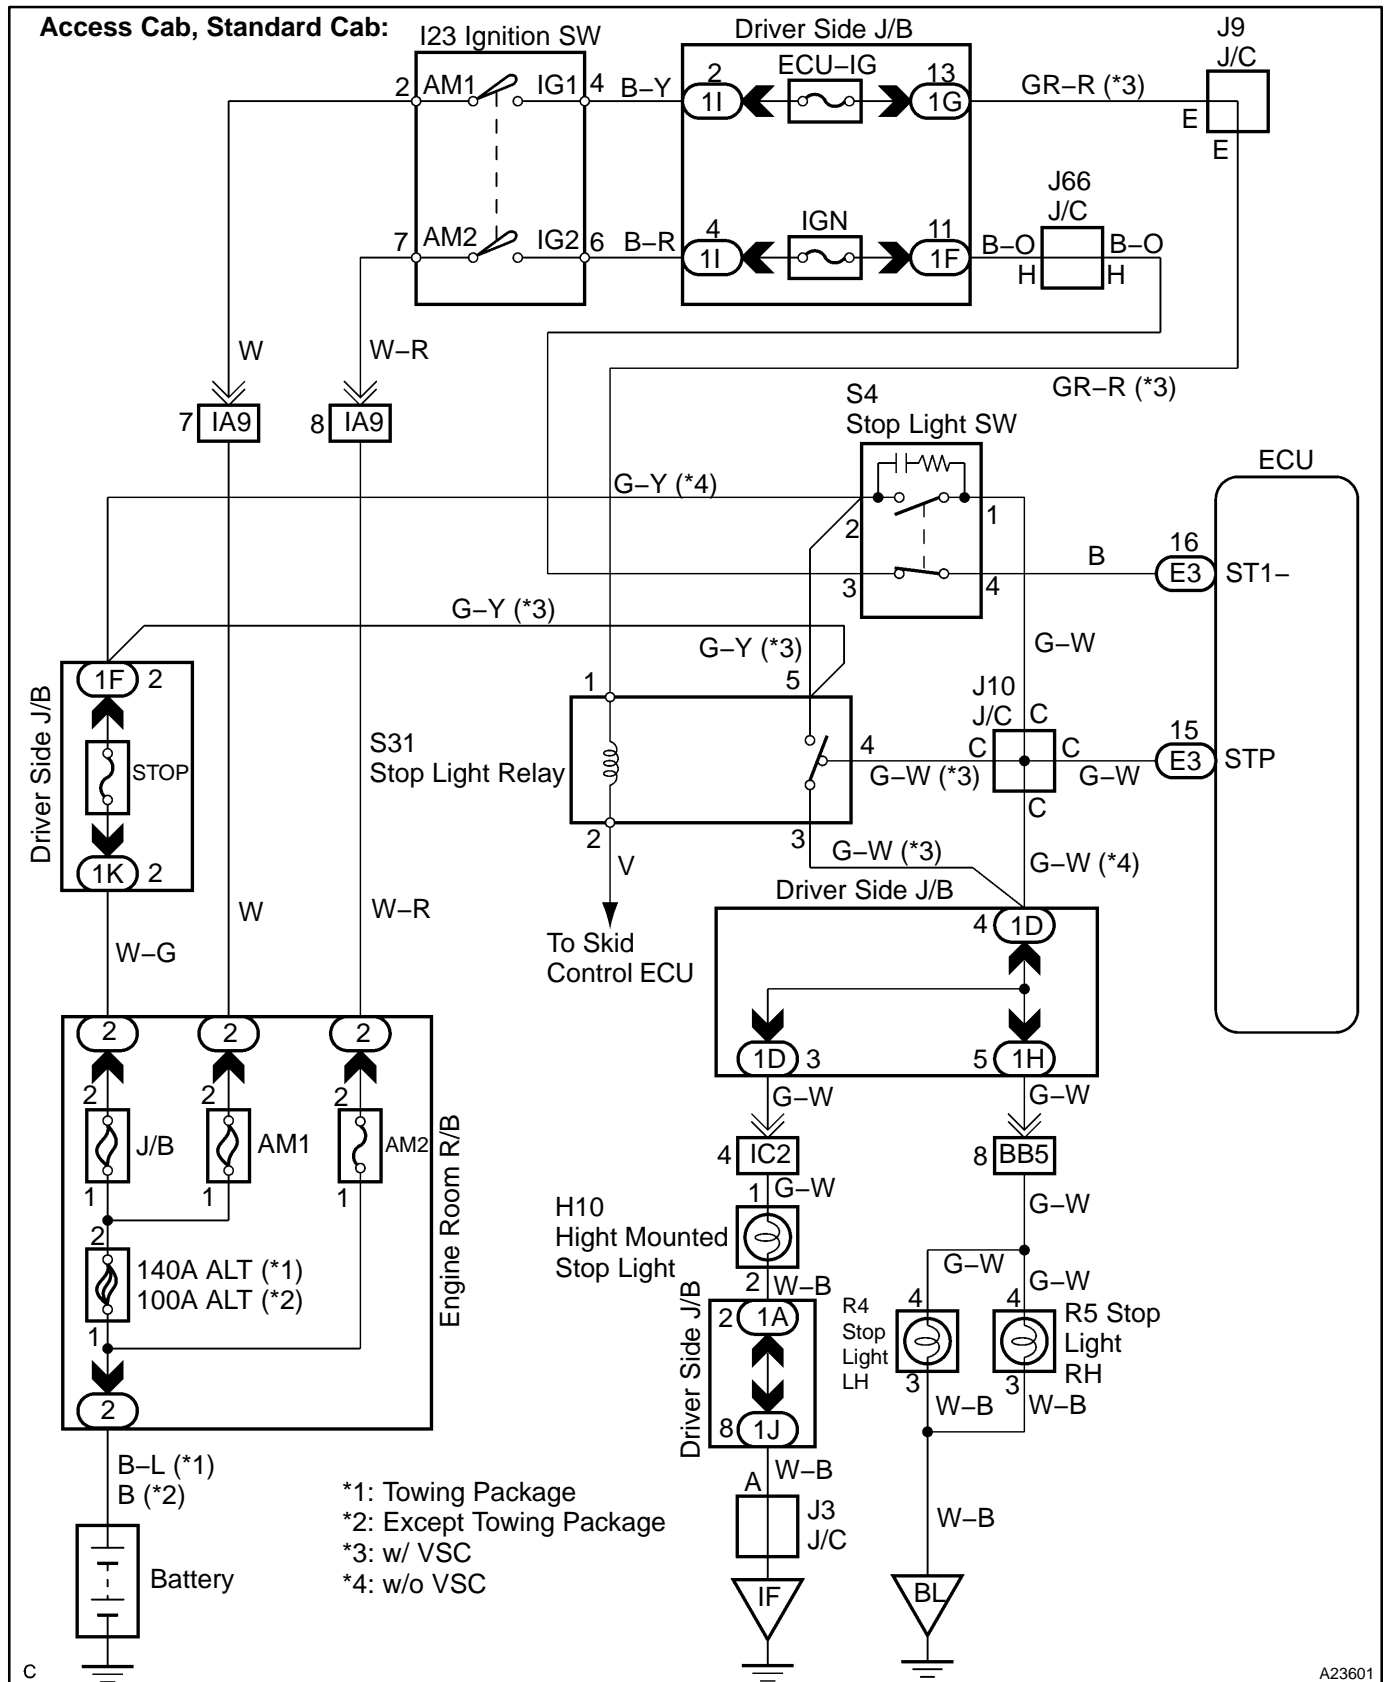 Access Cab, Standard Cab:
I23 Ignition SW
Driver Side J/B
J9
J/C
2
AM1
IG1
4
B–Y
2
1I
ECU–IG
13
1G
GR–R (*3)
E
E
7
AM2
IG2
6
B–R
4
1I
IGN
11
1F
B–O
H
J66
J/C
B–O
H
W
W–R
GR–R (*3)
7
IA9
8
IA9
S4
Stop Light SW
ECU
G–Y (*4)
2
1
3
4
B
16
E3
ST1–
G–Y (*3)
G–Y (*3)
G–W
Driver Side J/B
1F
2
STOP
1K
2
S31
Stop Light Relay
1
5
4
G–W (*3)
2
3
J10
J/C
C
C
C
C
G–W
15
E3
STP
V
G–W (*3)
G–W (*4)
To Skid
Control ECU
W–G
W
W–R
Driver Side J/B
4
1D
1D
3
5
1H
G–W
G–W
2
2
2
2
2
2
J/B
AM1
AM2
1
1
1
Engine Room R/B
2
140A ALT (*1)
100A ALT (*2)
1
2
4
IC2
8
BB5
1
G–W
G–W
H10
Hight Mounted
Stop Light
2
W–B
G–W
G–W
Driver Side J/B
2
1A
8
1J
R4
Stop
Light
LH
4
3
4
3
R5 Stop
Light
RH
W–B
W–B
B–L (*1)
B (*2)
W–B
A
J3
J/C
W–B
Battery
*1: Towing Package
*2: Except Towing Package
*3: w/ VSC
*4: w/o VSC
IF
BL
C
A23601